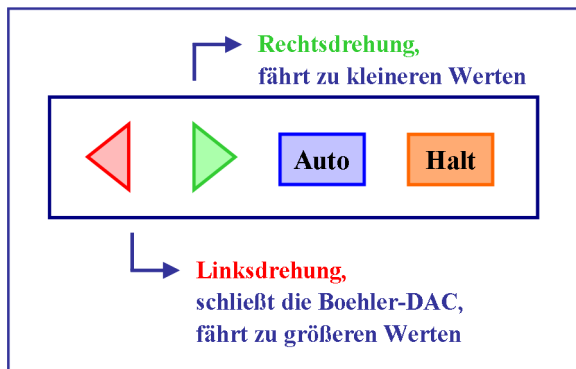 Rechtsdrehung,
fährt zu kleineren Werten
Auto Halt
Linksdrehung,
schließt die Boehler-DAC,
fährt zu größeren Werten